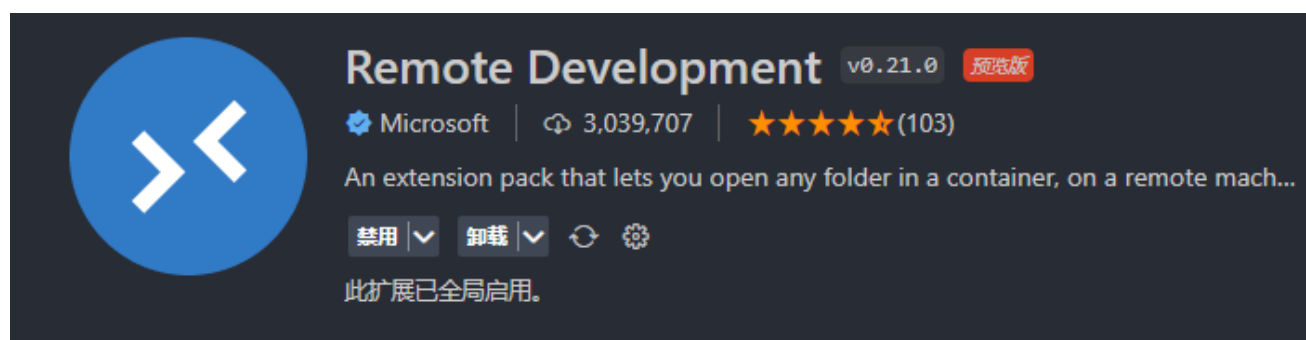 Remote Development v0.21.0 预览版
Microsoft 3,039,707 (103)
An extension pack that lets you open any folder in a container, on a remote mach...
禁用 卸载
此扩展已全局启用。